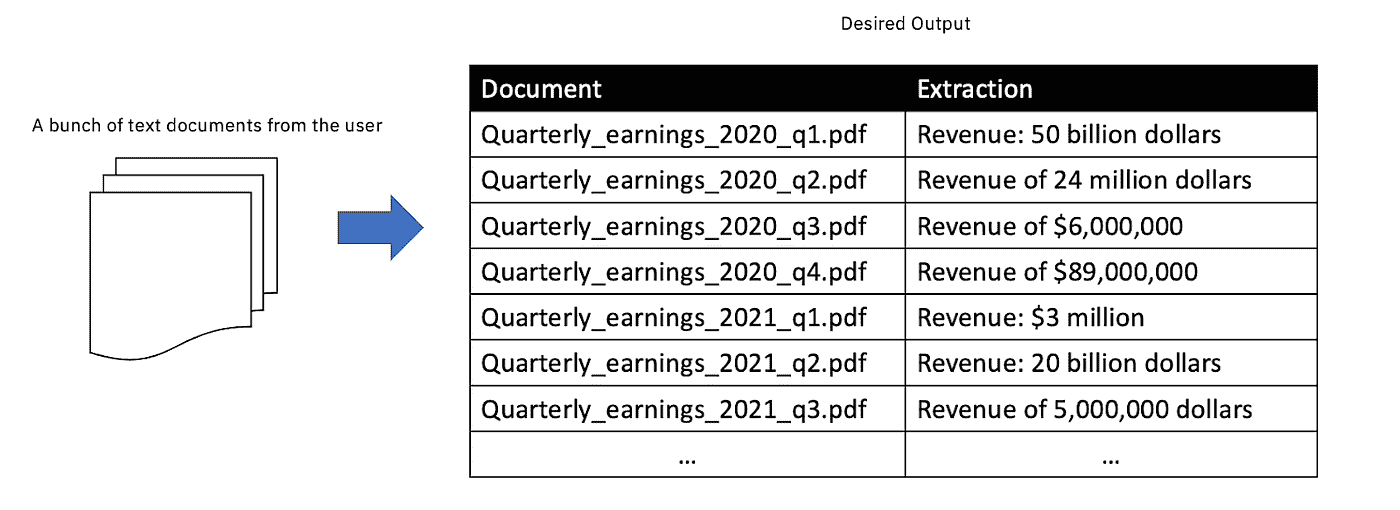 Desired Output
A bunch of text documents from the user
Document Extraction
Quarterly_earnings_2020_q1.pdf Revenue: 50 billion dollars
Quarterly_earnings_2020_q2.pdf Revenue of 24 million dollars
Quarterly_earnings_2020_q3.pdf Revenue of $6,000,000
Quarterly_earnings_2020_q4.pdf Revenue of $89,000,000
Quarterly_earnings_2021_q1.pdf Revenue: $3 million
Quarterly_earnings_2021_q2.pdf Revenue: 20 billion dollars
Quarterly_earnings_2021_q3.pdf Revenue of 5,000,000 dollars
... ...